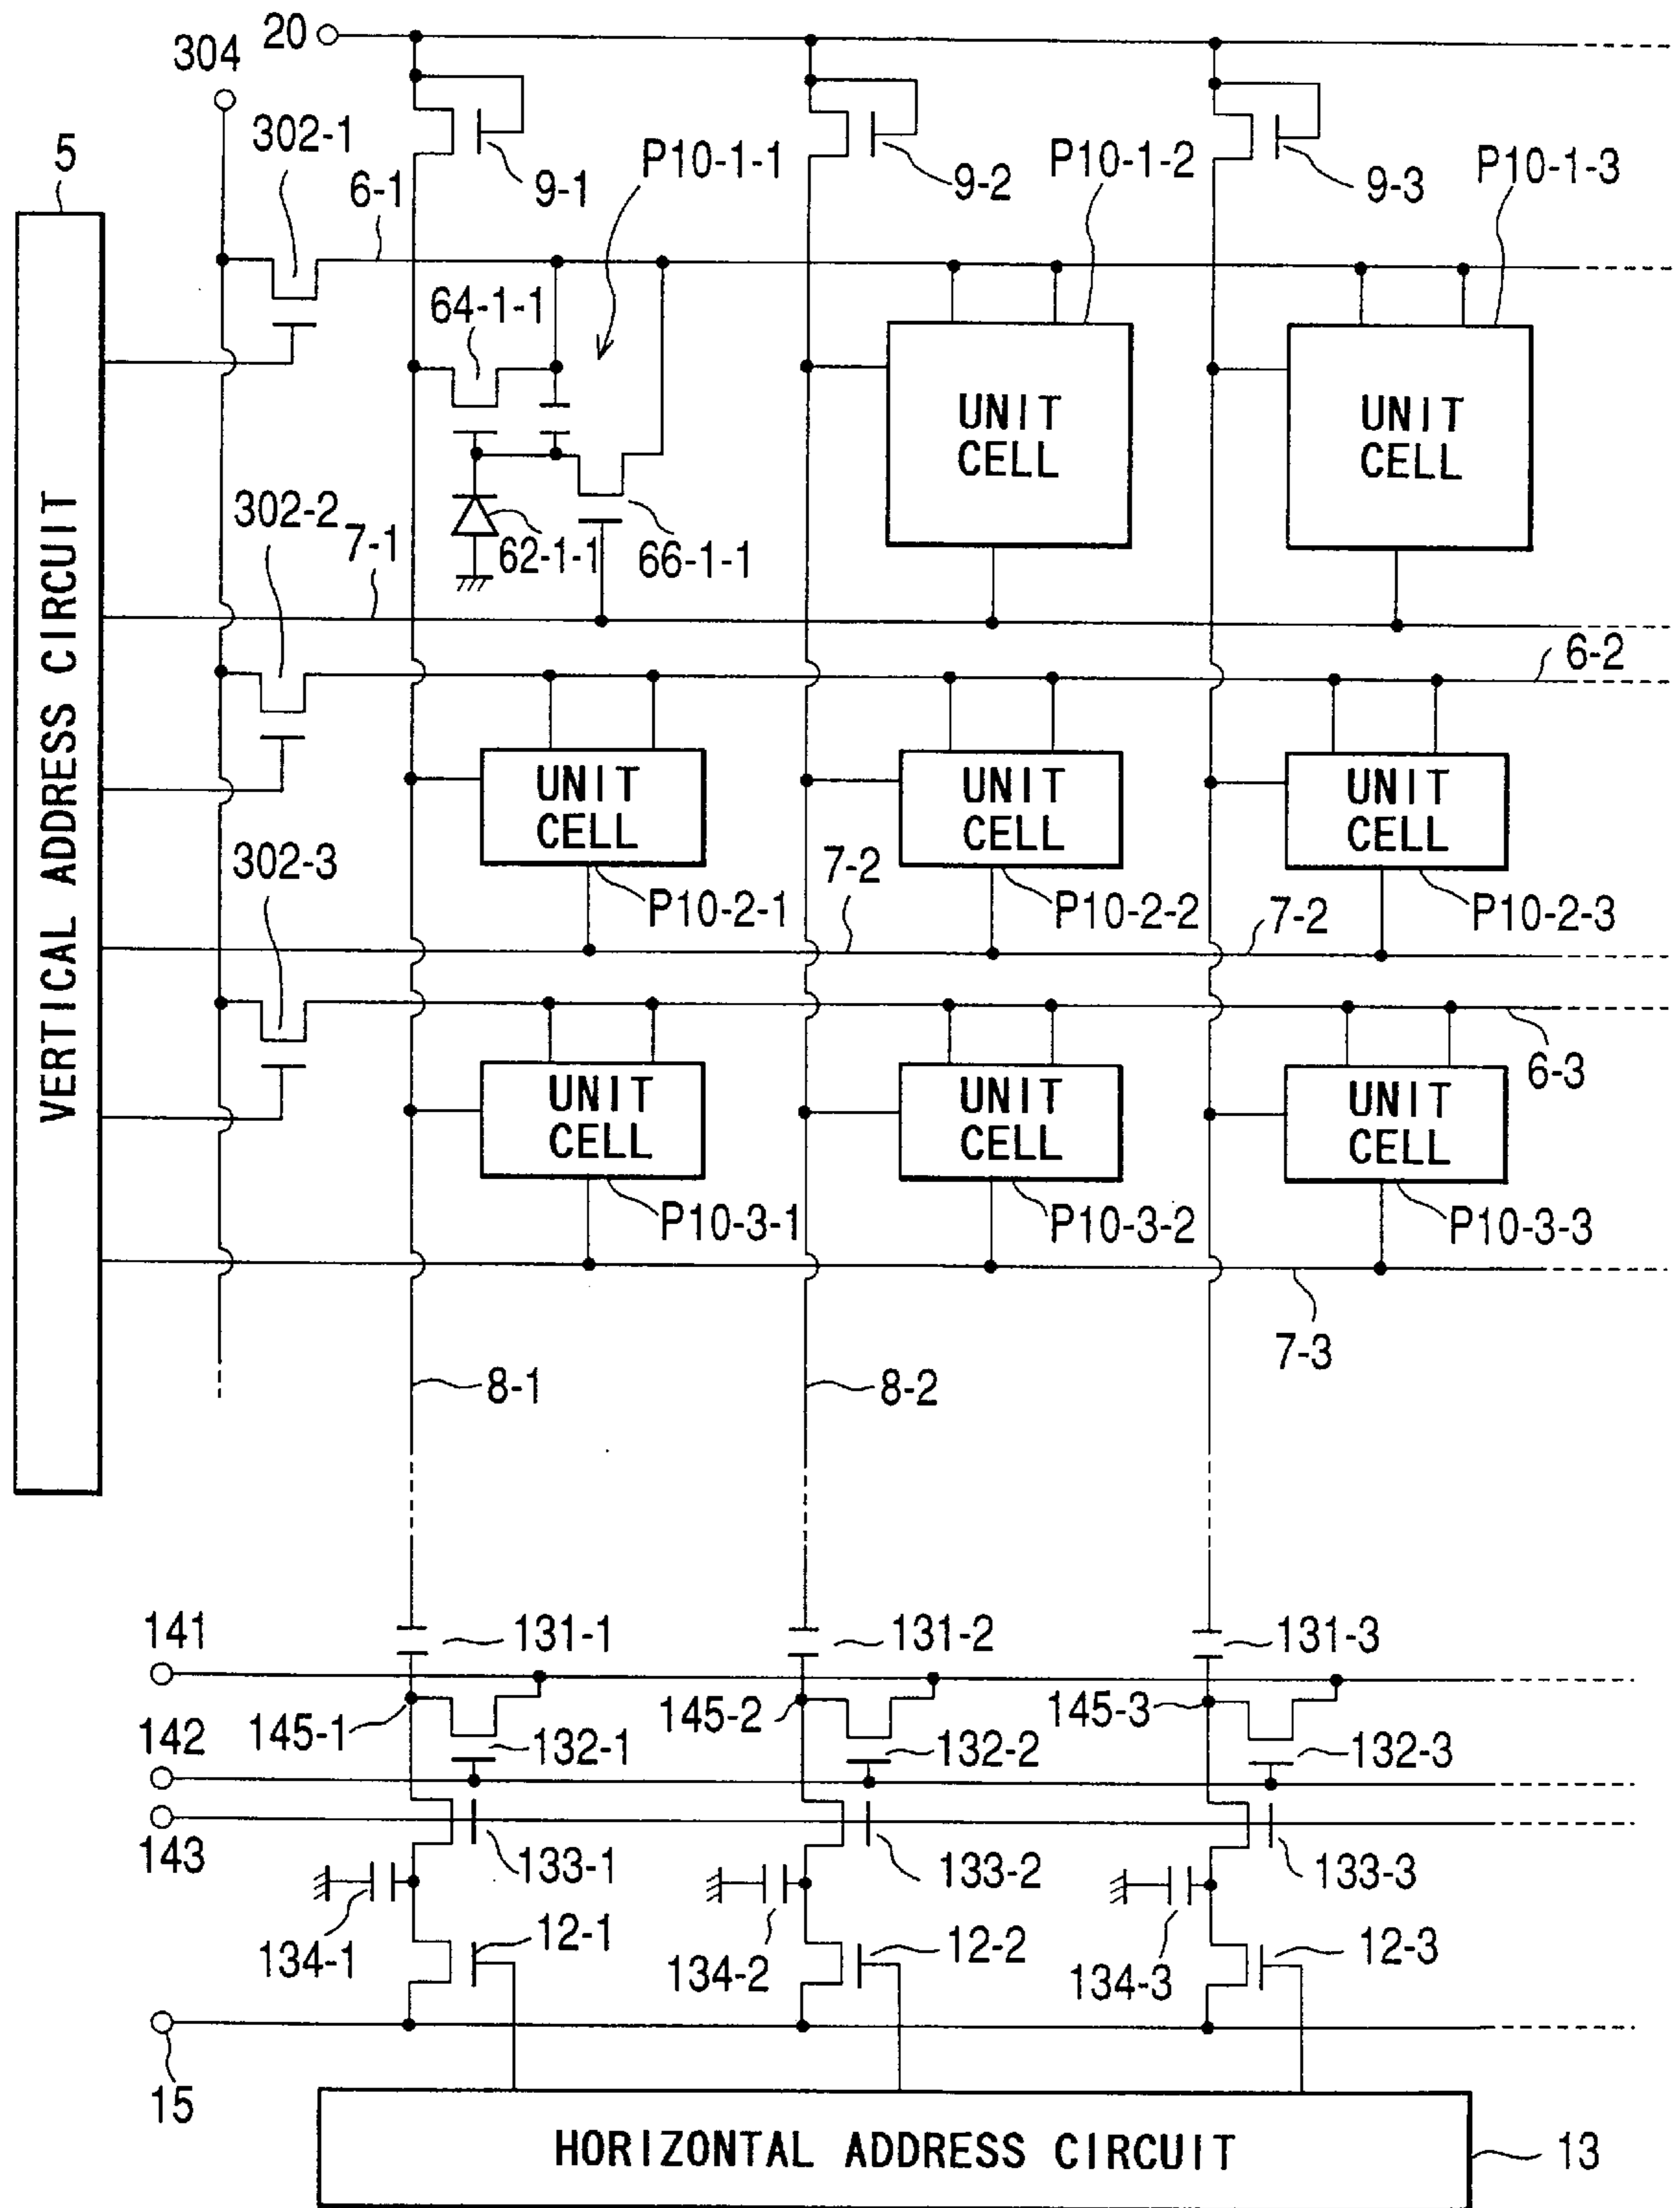 20
304
302-1
P10-1-1
P10-1-2
P10-1-3
5
6-1
9-1
9-2
9-3
64-1-1
UNIT
CELL
UNIT
CELL
302-2
7-1
62-1-1
66-1-1
VERTICAL ADDRESS CIRCUIT
6-2
UNIT
CELL
UNIT
CELL
UNIT
CELL
302-3
7-2
P10-2-1
P10-2-2
P10-2-3
7-2
6-3
UNIT
CELL
UNIT
CELL
UNIT
CELL
P10-3-1
P10-3-2
P10-3-3
7-3
8-1
8-2
141
131-1
131-2
131-3
145-1
145-2
145-3
142
132-1
132-2
132-3
143
133-1
133-2
133-3
134-1
12-1
134-2
12-2
134-3
12-3
15
HORIZONTAL ADDRESS CIRCUIT
13